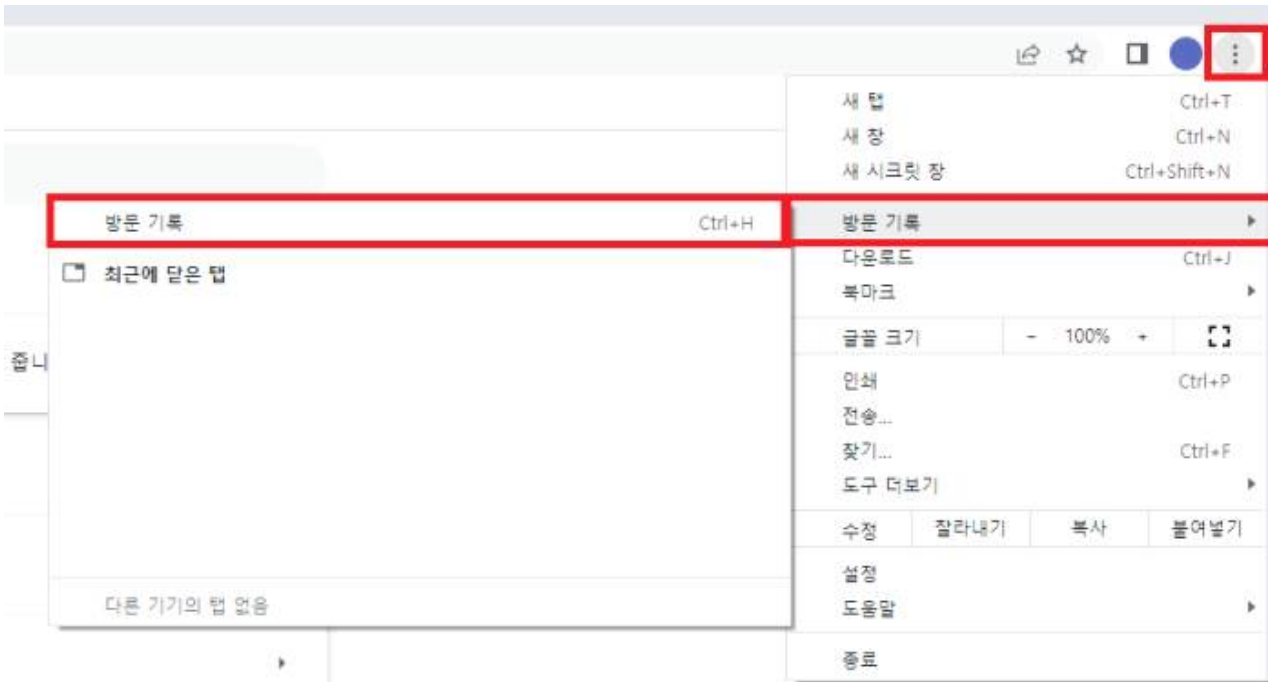 새 탭 Ctrl+T
새 창 Ctrl+N
새 시크릿 창 Ctrl+Shift+N
방문 기록 Ctrl+H
방문 기록
최근에 닫은 탭
다운로드 Ctrl+J
북마크
글꼴 크기 - 100% +
줍니
인쇄 Ctrl+P
전송...
찾기... Ctrl+F
도구 더보기
수정 잘라내기 복사 붙여넣기
설정
도움말
다른 기기의 탭 없음
종료